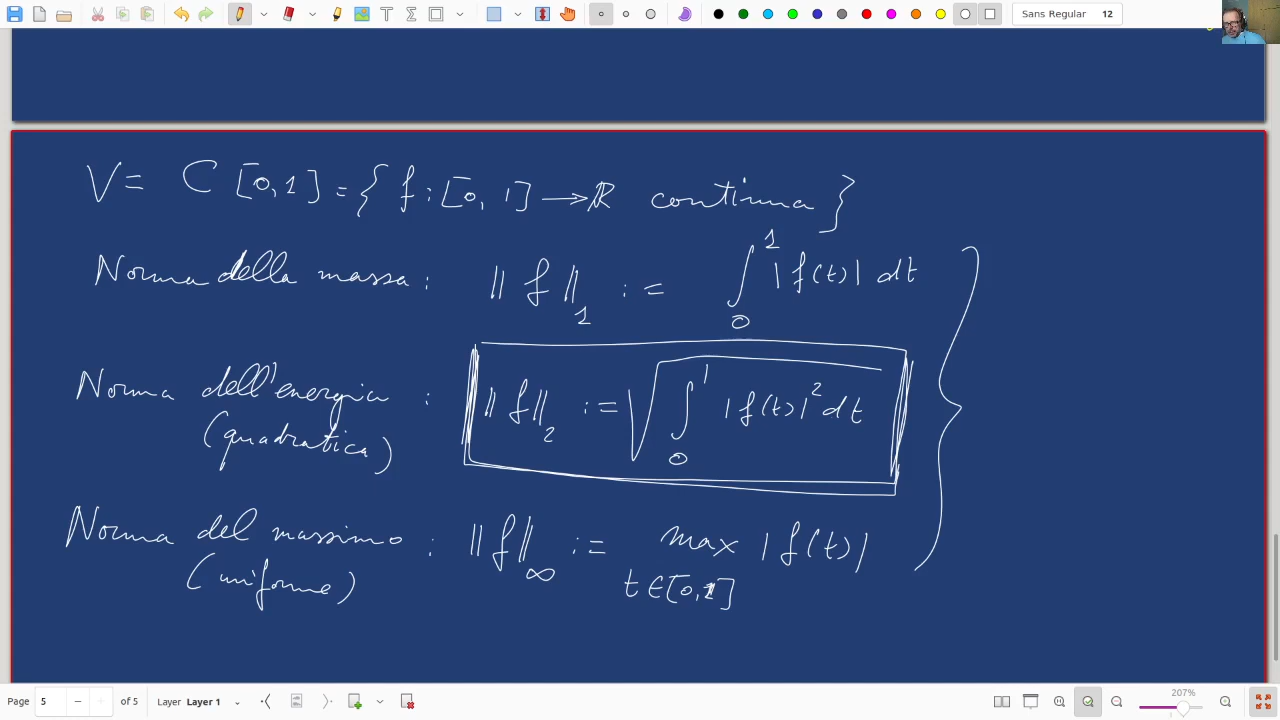 Sans Regular 12
V = C [0,1] = { f : [0,1] → ℝ continua }
Norma della massa : ‖ f ‖₁ := ∫₀¹ | f(t) | dt
Norma dell'energia : ‖ f ‖₂ := √( ∫₀¹ | f(t) |² dt )
(quadratica)
Norma del massimo : ‖ f ‖∞ := max | f(t) |
(uniforme) t ∈ [0,1]
Page 5 of 5 Layer Layer 1 207%